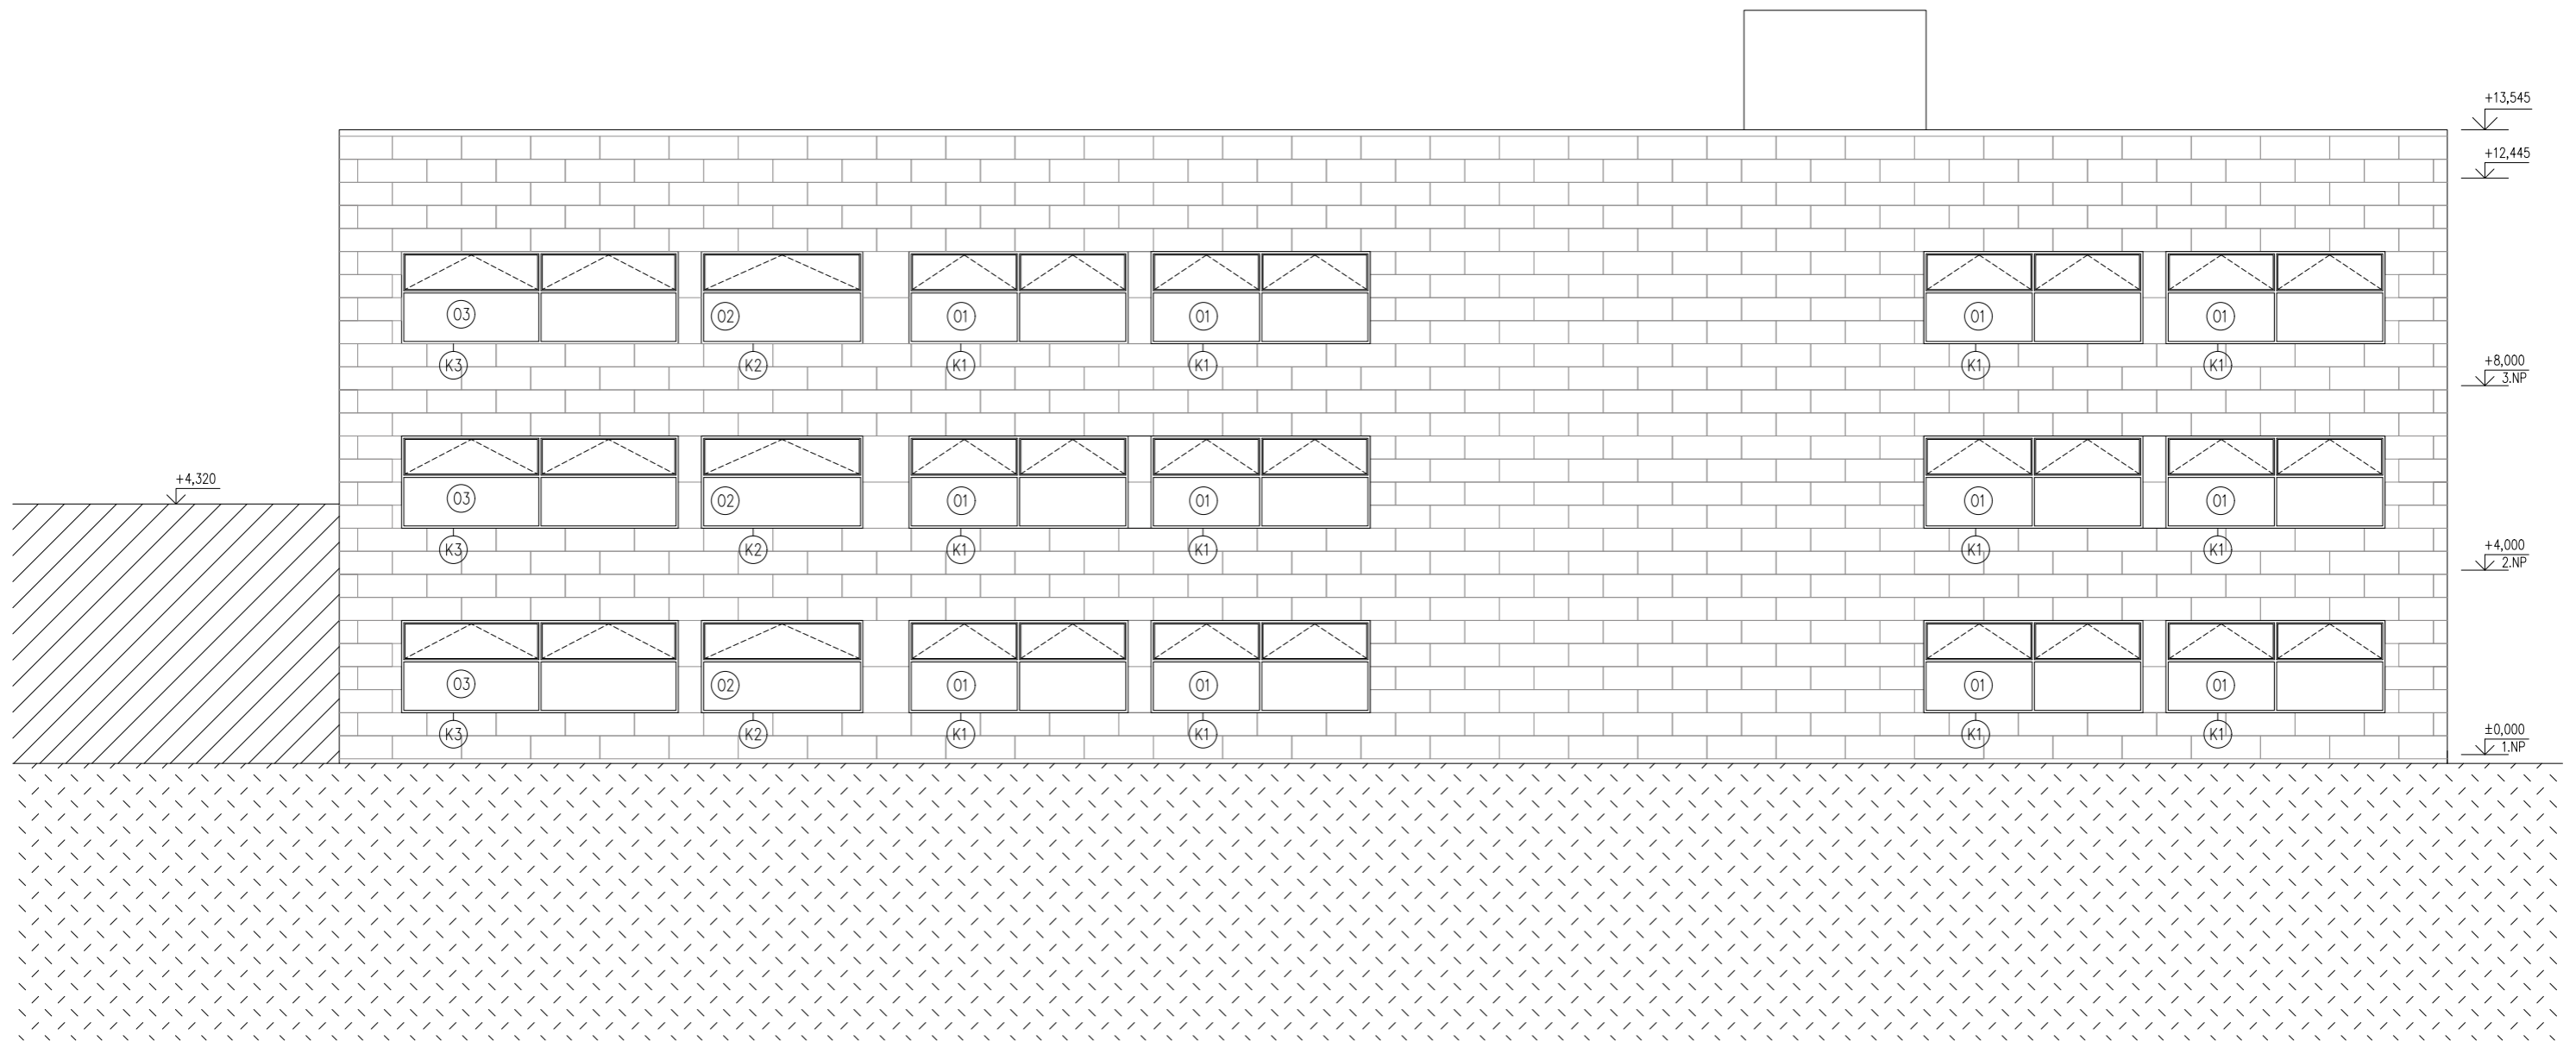 +13,545
+12,445
03 02 01 01 01 01
K3 K2 K1 K1 K1 K1
+8,000
3.NP
+4,320
03 02 01 01 01 01
K3 K2 K1 K1 K1 K1
+4,000
2.NP
03 02 01 01 01 01
K3 K2 K1 K1 K1 K1
±0,000
1.NP